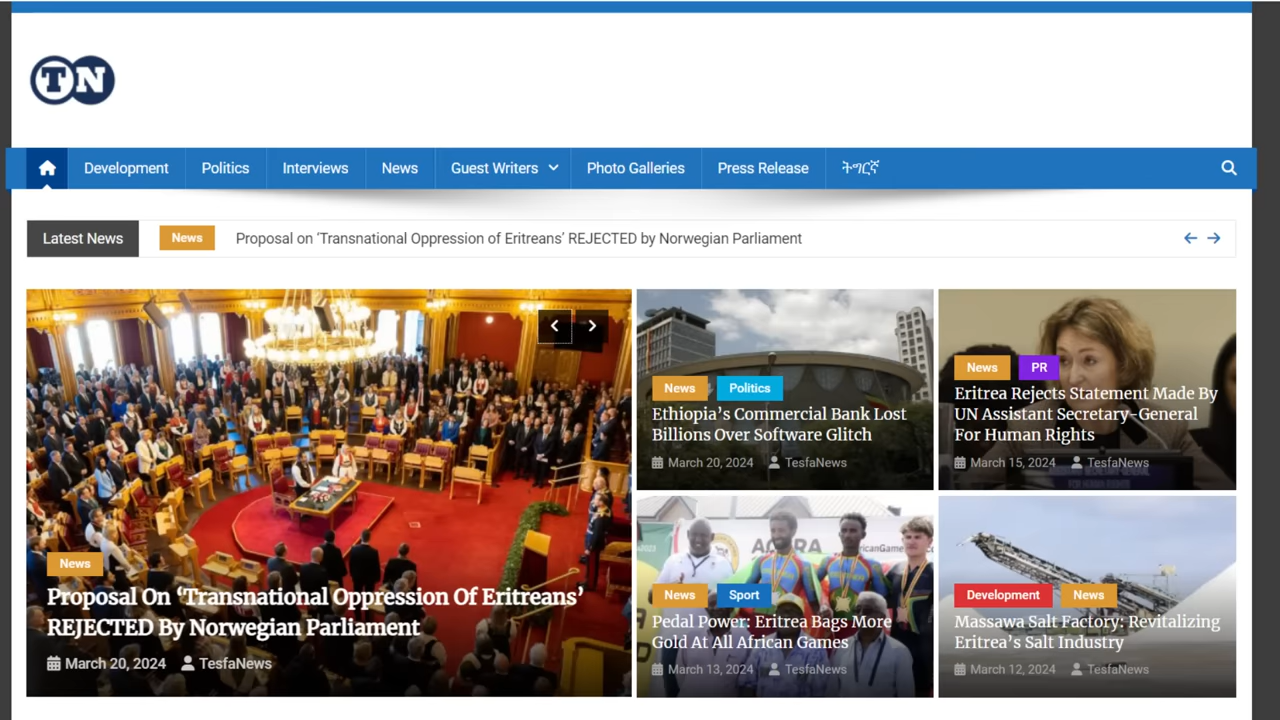 TN
Development
Politics
Interviews
News
Guest Writers
Photo Galleries
Press Release
ትግርኛ
Latest News
News
Proposal on ‘Transnational Oppression of Eritreans’ REJECTED by Norwegian Parliament
News
Proposal On ‘Transnational Oppression Of Eritreans’
REJECTED By Norwegian Parliament
March 20, 2024
TesfaNews
News
Politics
Ethiopia’s Commercial Bank Lost
Billions Over Software Glitch
March 20, 2024
TesfaNews
News
PR
Eritrea Rejects Statement Made By
UN Assistant Secretary-General
For Human Rights
March 15, 2024
TesfaNews
News
Sport
Pedal Power: Eritrea Bags More
Gold At All African Games
March 13, 2024
TesfaNews
Development
News
Massawa Salt Factory: Revitalizing
Eritrea’s Salt Industry
March 12, 2024
TesfaNews